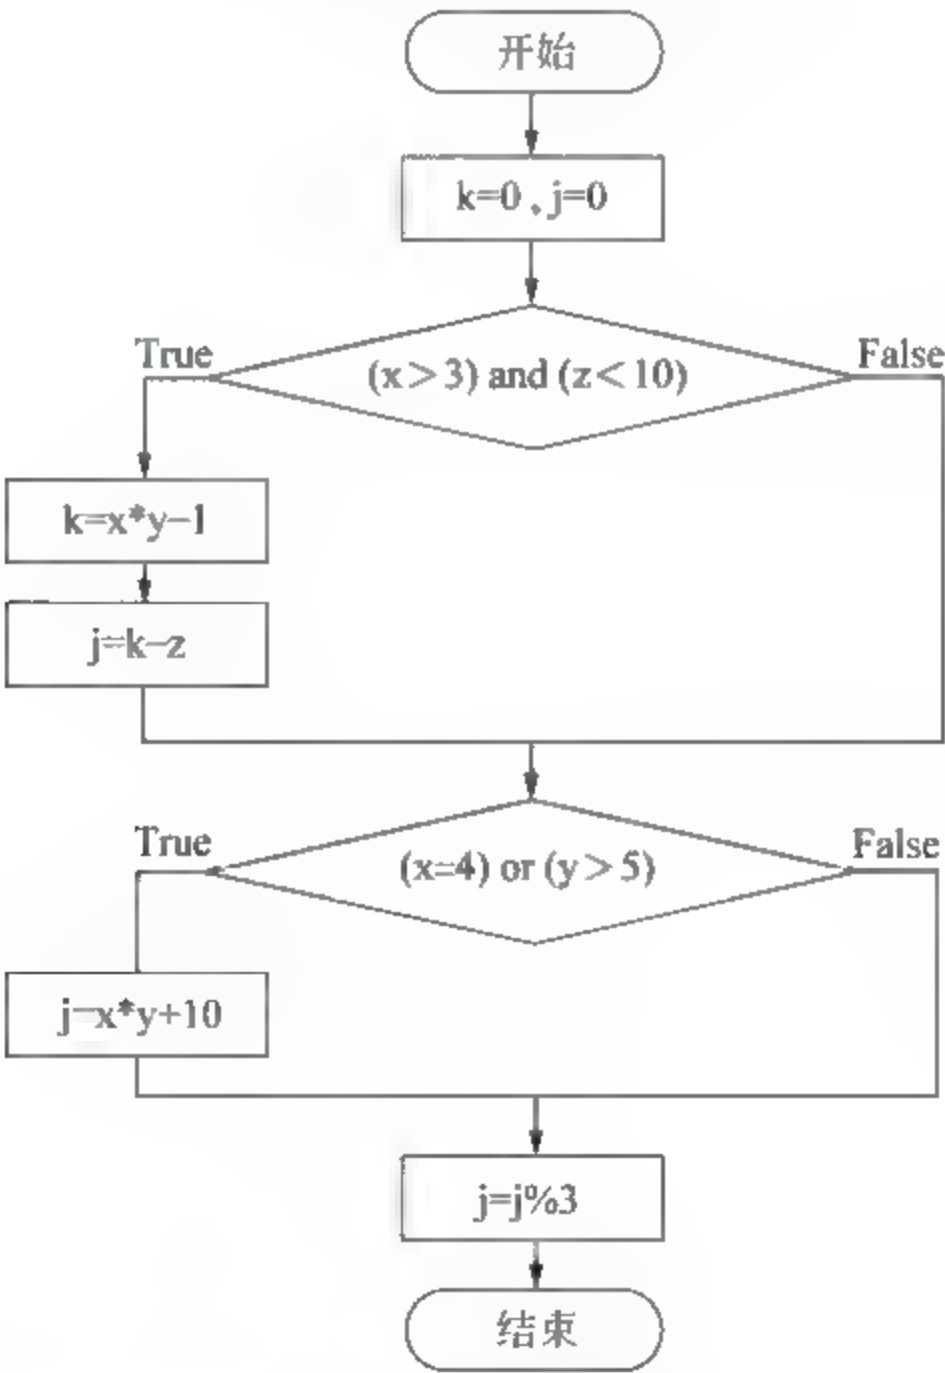 开始
k=0、j=0
True
False
(x>3) and (z<10)
k=x*y-1
j=k-z
True
False
(x=4) or (y>5)
j=x*y+10
j=j%3
结束